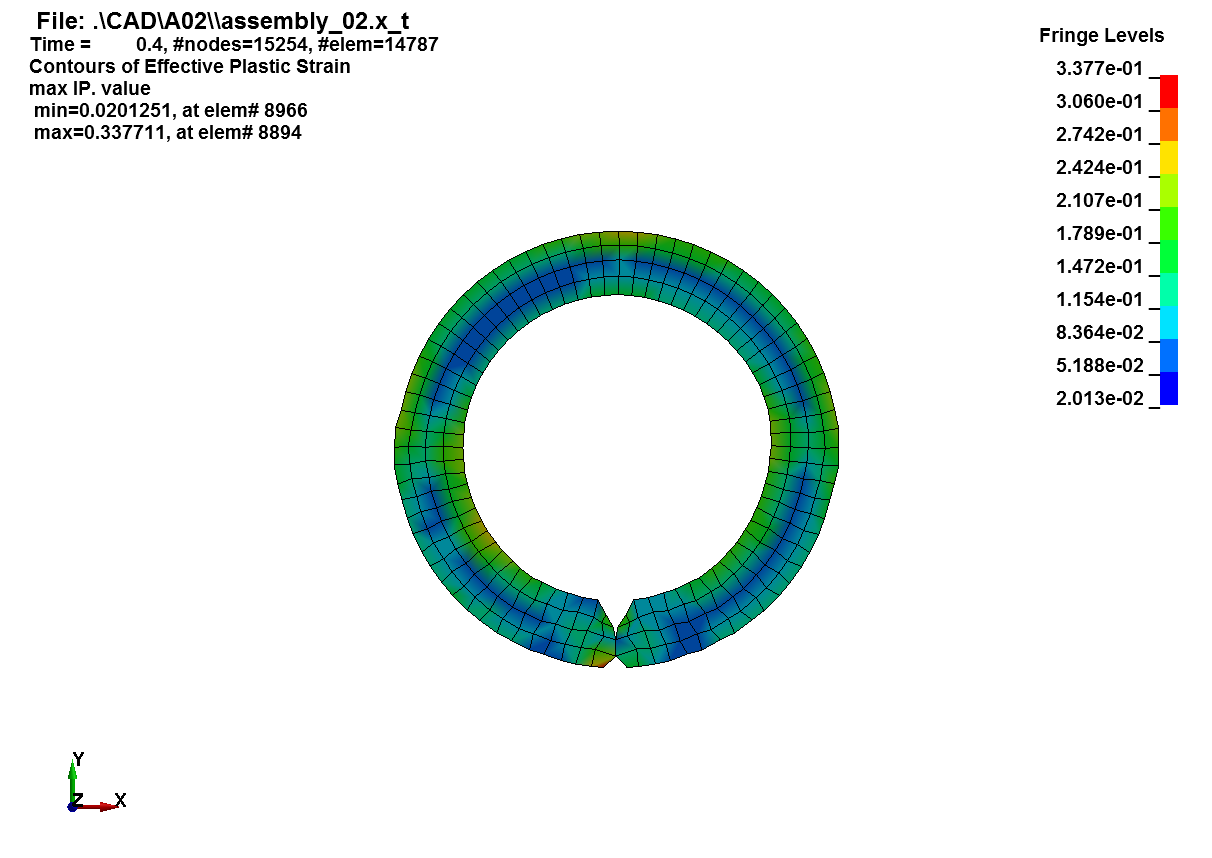 File: .\CAD\A02\\assembly_02.x_t
Time = 0.4, #nodes=15254, #elem=14787
Contours of Effective Plastic Strain
max IP. value
min=0.0201251, at elem# 8966
max=0.337711, at elem# 8894
Fringe Levels
3.377e-01
3.060e-01
2.742e-01
2.424e-01
2.107e-01
1.789e-01
1.472e-01
1.154e-01
8.364e-02
5.188e-02
2.013e-02
Y
Z
X